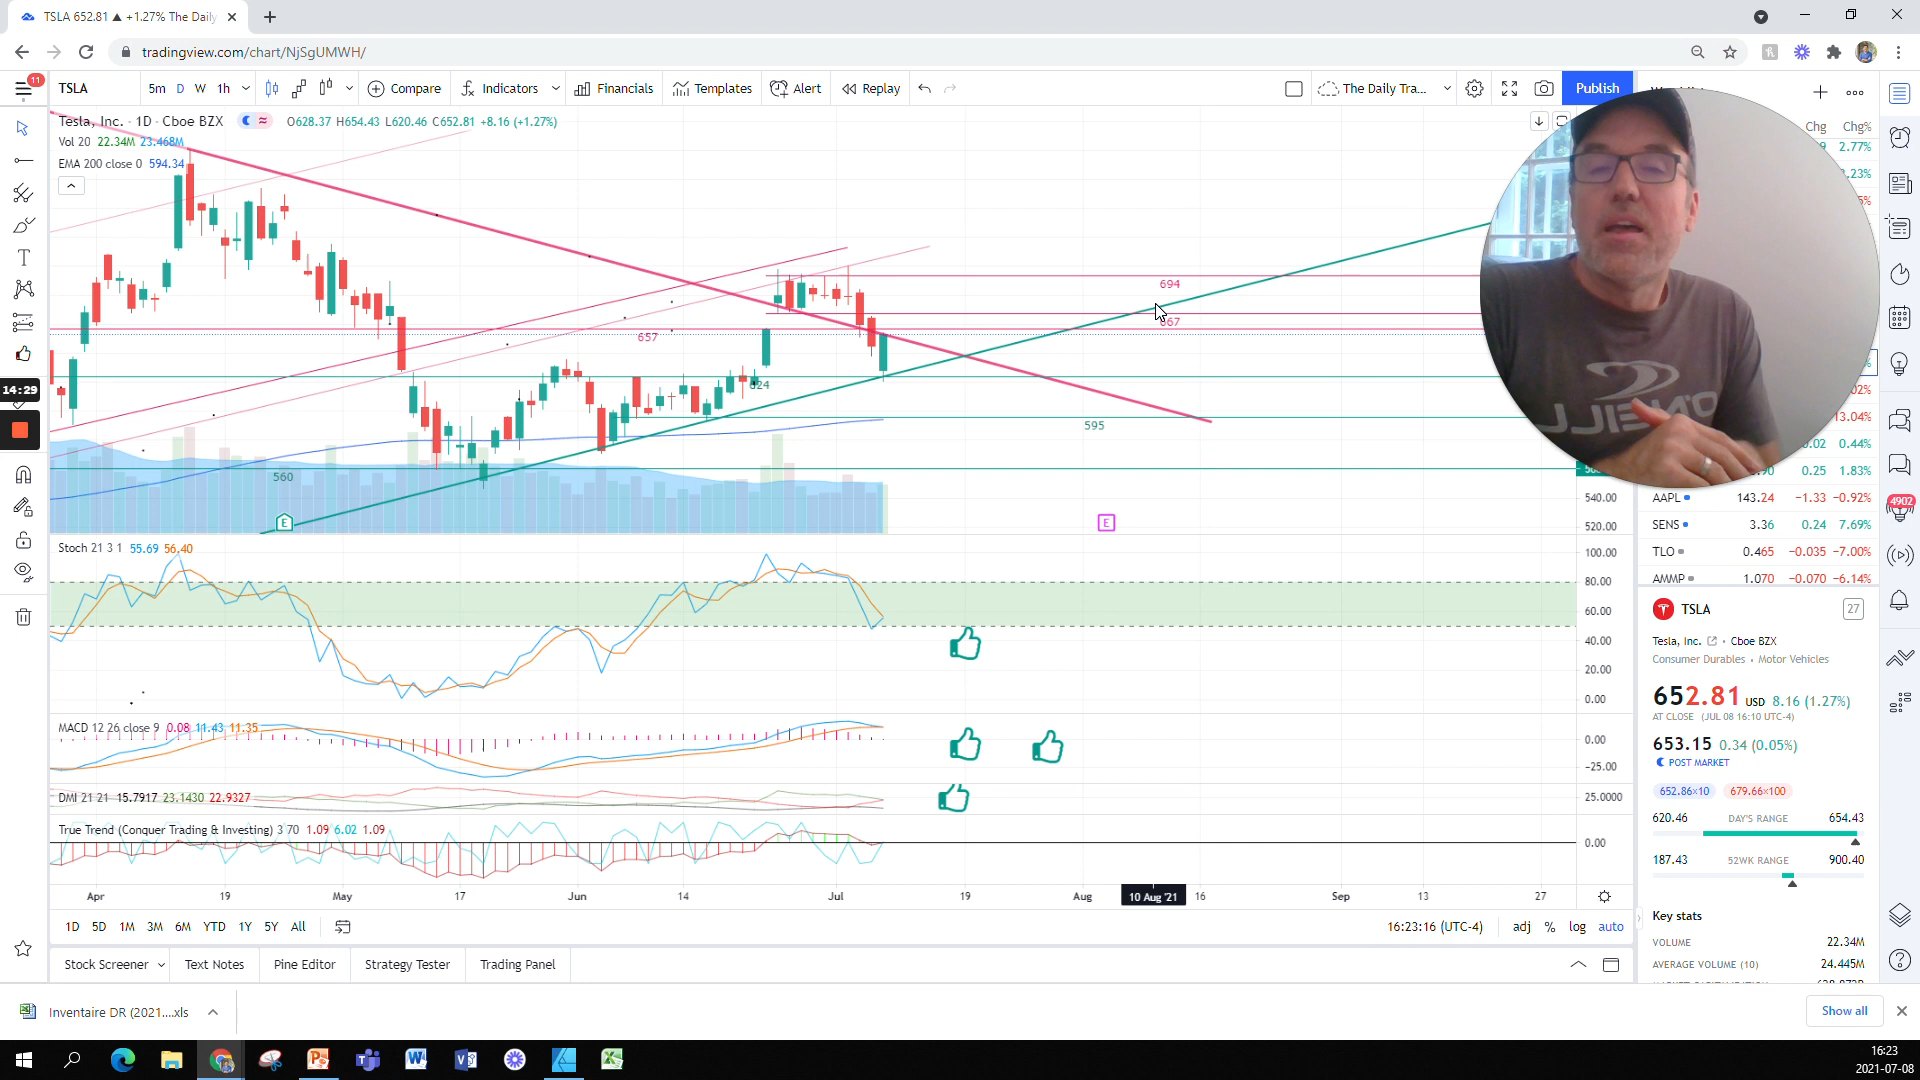 TSLA 652.81 ▲ +1.27% The Daily
tradingview.com/chart/NjSgUMWH/
11
TSLA
5m D W 1h
Compare
Indicators
Financials
Templates
Alert
Replay
The Daily Tra...
Publish
Tesla, Inc. · 1D · Cboe BZX
O628.37 H654.43 L620.46 C652.81 +8.16 (+1.27%)
Vol 20 22.34M 23.468M
EMA 200 close 0 594.34
Chg Chg%
2.77%
694
667
657
624
595
560
E
E
14:29
13.04%
0.44%
0.25 1.83%
AAPL 143.24 −1.33 −0.92%
SENS 3.36 0.24 7.69%
TLO 0.465 −0.035 −7.00%
AMMP 1.070 −0.070 −6.14%
4902
540.00
520.00
Stoch 21 3 1 55.69 56.40
100.00
80.00
60.00
40.00
20.00
0.00
MACD 12 26 close 9 0.08 11.43 11.35
0.00
−25.00
DMI 21 21 15.7917 23.1430 22.9327
25.0000
True Trend (Conquer Trading & Investing) 3 70 1.09 6.02 1.09
0.00
Apr 19 May 17 Jun 14 Jul 19 Aug 10 Aug '21 16 Sep 13 27
1D 5D 1M 3M 6M YTD 1Y 5Y All
16:23:16 (UTC-4) adj % log auto
Stock Screener Text Notes Pine Editor Strategy Tester Trading Panel
TSLA
27
Tesla, Inc. · Cboe BZX
Consumer Durables · Motor Vehicles
652.81 USD 8.16 (1.27%)
AT CLOSE (JUL 08 16:10 UTC-4)
653.15 0.34 (0.05%)
POST MARKET
652.86×10 679.66×100
620.46 DAY'S RANGE 654.43
187.43 52WK RANGE 900.40
Key stats
VOLUME 22.34M
AVERAGE VOLUME (10) 24.445M
Inventaire DR (2021....xls
Show all
16:23
2021-07-08
O'NEILL